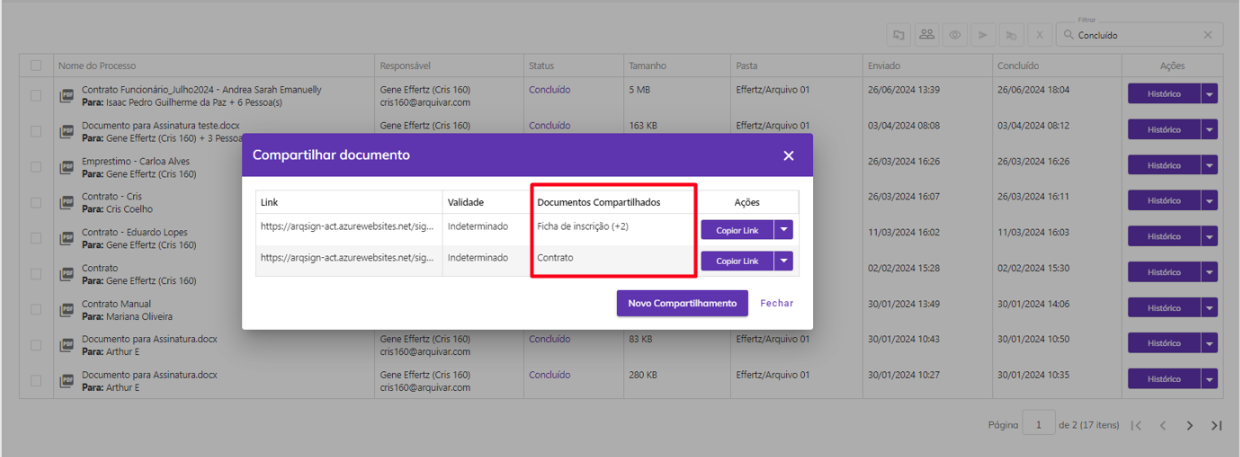 Filtrar
Concluído
Nome do Processo Responsável Status Tamanho Pasta Enviado Concluído Ações
Contrato Funcionário_Julho2024 - Andrea Sarah Emanuelly Gene Effertz (Cris 160) Concluído 5 MB Effertz/Arquivo 01 26/06/2024 13:39 26/06/2024 18:04 Histórico
Para: Isaac Pedro Guilherme da Paz + 6 Pessoa(s) cris160@arquivar.com
Documento para Assinatura teste.docx Gene Effertz (Cris 160) Concluído 163 KB Effertz/Arquivo 01 03/04/2024 08:08 03/04/2024 08:12 Histórico
Para: Gene Effertz (Cris 160) + 3 Pessoa
Emprestimo - Carloa Alves 26/03/2024 16:26 26/03/2024 16:26 Histórico
Para: Gene Effertz (Cris 160)
Contrato - Cris 26/03/2024 16:07 26/03/2024 16:11 Histórico
Para: Cris Coelho
Contrato - Eduardo Lopes 11/03/2024 16:02 11/03/2024 16:03 Histórico
Para: Gene Effertz (Cris 160)
Contrato 02/02/2024 15:28 02/02/2024 15:30 Histórico
Para: Gene Effertz (Cris 160)
Contrato Manual 30/01/2024 13:49 30/01/2024 14:06 Histórico
Para: Mariana Oliveira
Documento para Assinatura.docx Gene Effertz (Cris 160) Concluído 83 KB Effertz/Arquivo 01 30/01/2024 10:43 30/01/2024 10:50 Histórico
Para: Arthur E cris160@arquivar.com
Documento para Assinatura.docx Gene Effertz (Cris 160) Concluído 280 KB Effertz/Arquivo 01 30/01/2024 10:27 30/01/2024 10:35 Histórico
Para: Arthur E cris160@arquivar.com
Página 1 de 2 (17 itens)
Compartilhar documento
Link Validade Documentos Compartilhados Ações
https://arqsign-act.azurewebsites.net/sig... Indeterminado Ficha de inscrição (+2) Copiar Link
https://arqsign-act.azurewebsites.net/sig... Indeterminado Contrato Copiar Link
Novo Compartilhamento Fechar